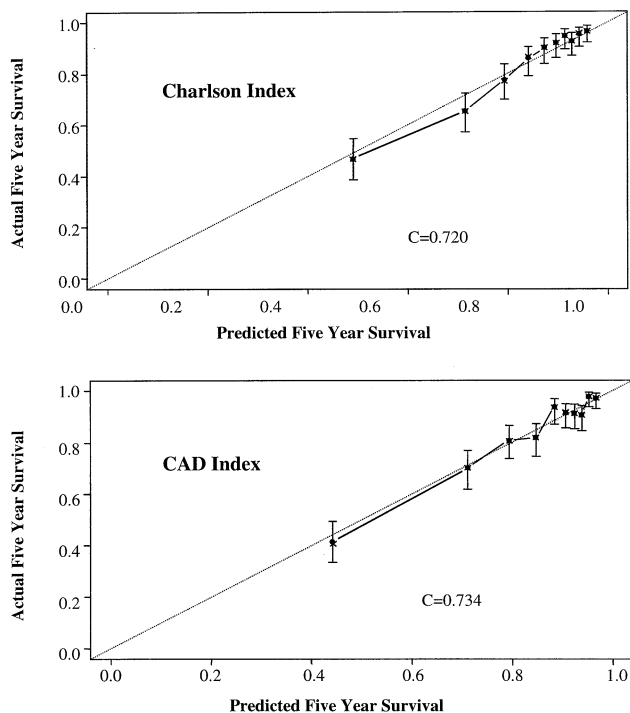 1.0
0.8
0.6
0.4
0.2
0.0
Actual Five Year Survival
Charlson Index
C=0.720
0.0 0.2 0.4 0.6 0.8 1.0
Predicted Five Year Survival
1.0
0.8
0.6
0.4
0.2
0.0
Actual Five Year Survival
CAD Index
C=0.734
0.0 0.2 0.4 0.6 0.8 1.0
Predicted Five Year Survival